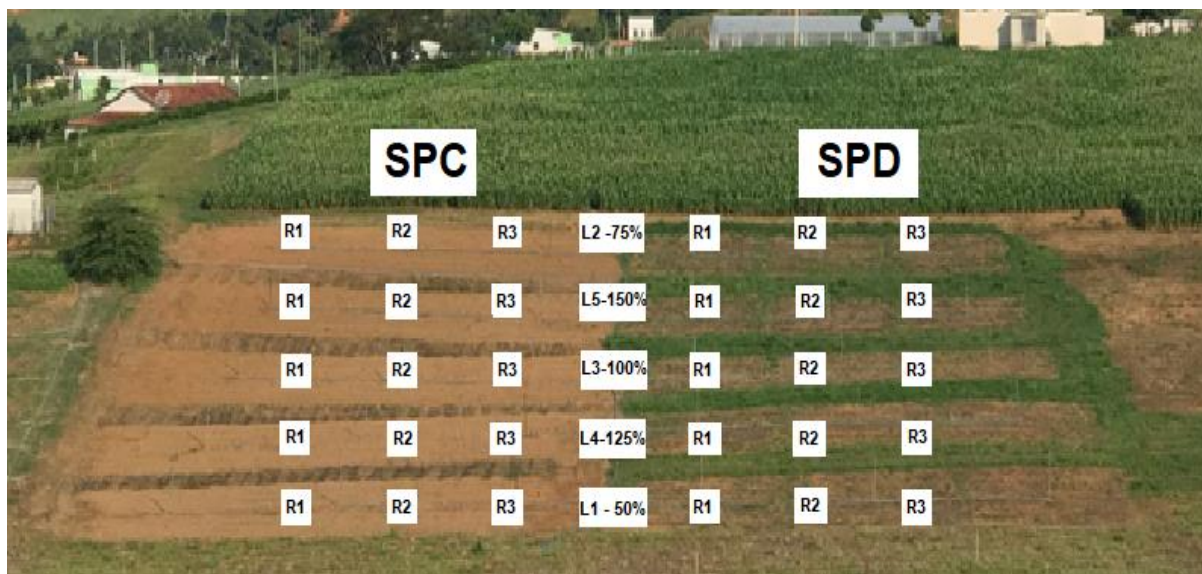 SPC SPD
R1 R2 R3 L2 -75% R1 R2 R3
R1 R2 R3 L5-150% R1 R2 R3
R1 R2 R3 L3-100% R1 R2 R3
R1 R2 R3 L4-125% R1 R2 R3
R1 R2 R3 L1 - 50% R1 R2 R3